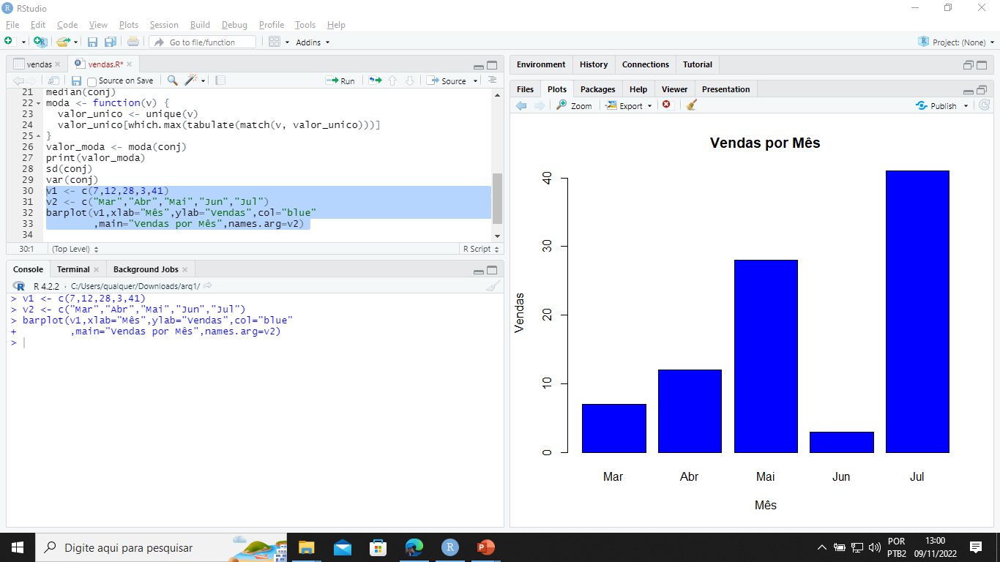 RStudio
File Edit Code View Plots Session Build Debug Profile Tools Help
Go to file/function Addins Project: (None)
vendas vendas.R*
Source on Save Run Source
21 median(conj)
22 moda <- function(v) {
23 valor_unico <- unique(v)
24 valor_unico[which.max(tabulate(match(v, valor_unico)))]
25 }
26 valor_moda <- moda(conj)
27 print(valor_moda)
28 sd(conj)
29 var(conj)
30 v1 <- c(7,12,28,3,41)
31 v2 <- c("Mar","Abr","Mai","Jun","Jul")
32 barplot(v1,xlab="Mês",ylab="Vendas",col="blue"
33 ,main="Vendas por Mês",names.arg=v2)
34
30:1 (Top Level) R Script
Console Terminal Background Jobs
R 4.2.2 · C:/Users/qualquer/Downloads/arq1/
> v1 <- c(7,12,28,3,41)
> v2 <- c("Mar","Abr","Mai","Jun","Jul")
> barplot(v1,xlab="Mês",ylab="Vendas",col="blue"
+ ,main="Vendas por Mês",names.arg=v2)
>
Environment History Connections Tutorial
Files Plots Packages Help Viewer Presentation
Zoom Export Publish
Vendas por Mês
40
30
20
10
0
Vendas
Mar Abr Mai Jun Jul
Mês
Digite aqui para pesquisar
POR
PTB2
13:00
09/11/2022